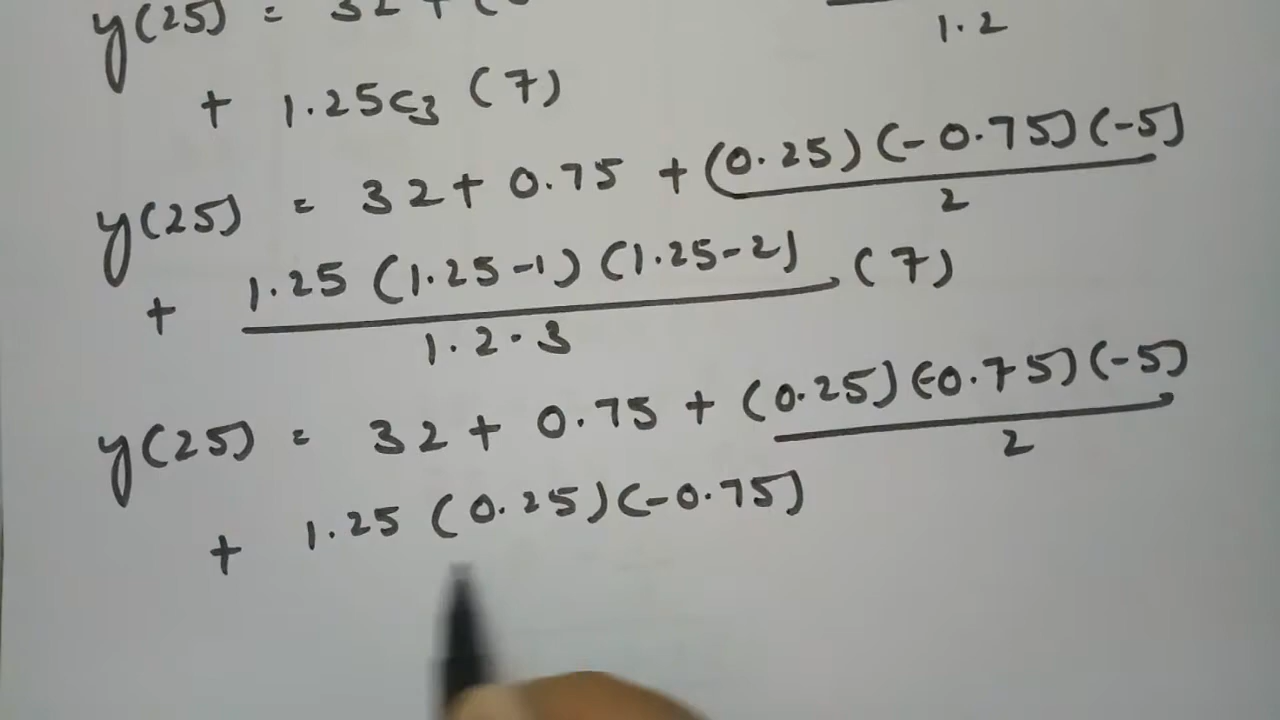 y(25) = 32 + (0
1.2
+ 1.25C3 (7)
y(25) = 32 + 0.75 + (0.25)(-0.75)(-5)
2
+ 1.25 (1.25-1) (1.25-2) (7)
1.2.3
y(25) = 32 + 0.75 + (0.25)(-0.75)(-5)
2
+ 1.25 (0.25)(-0.75)